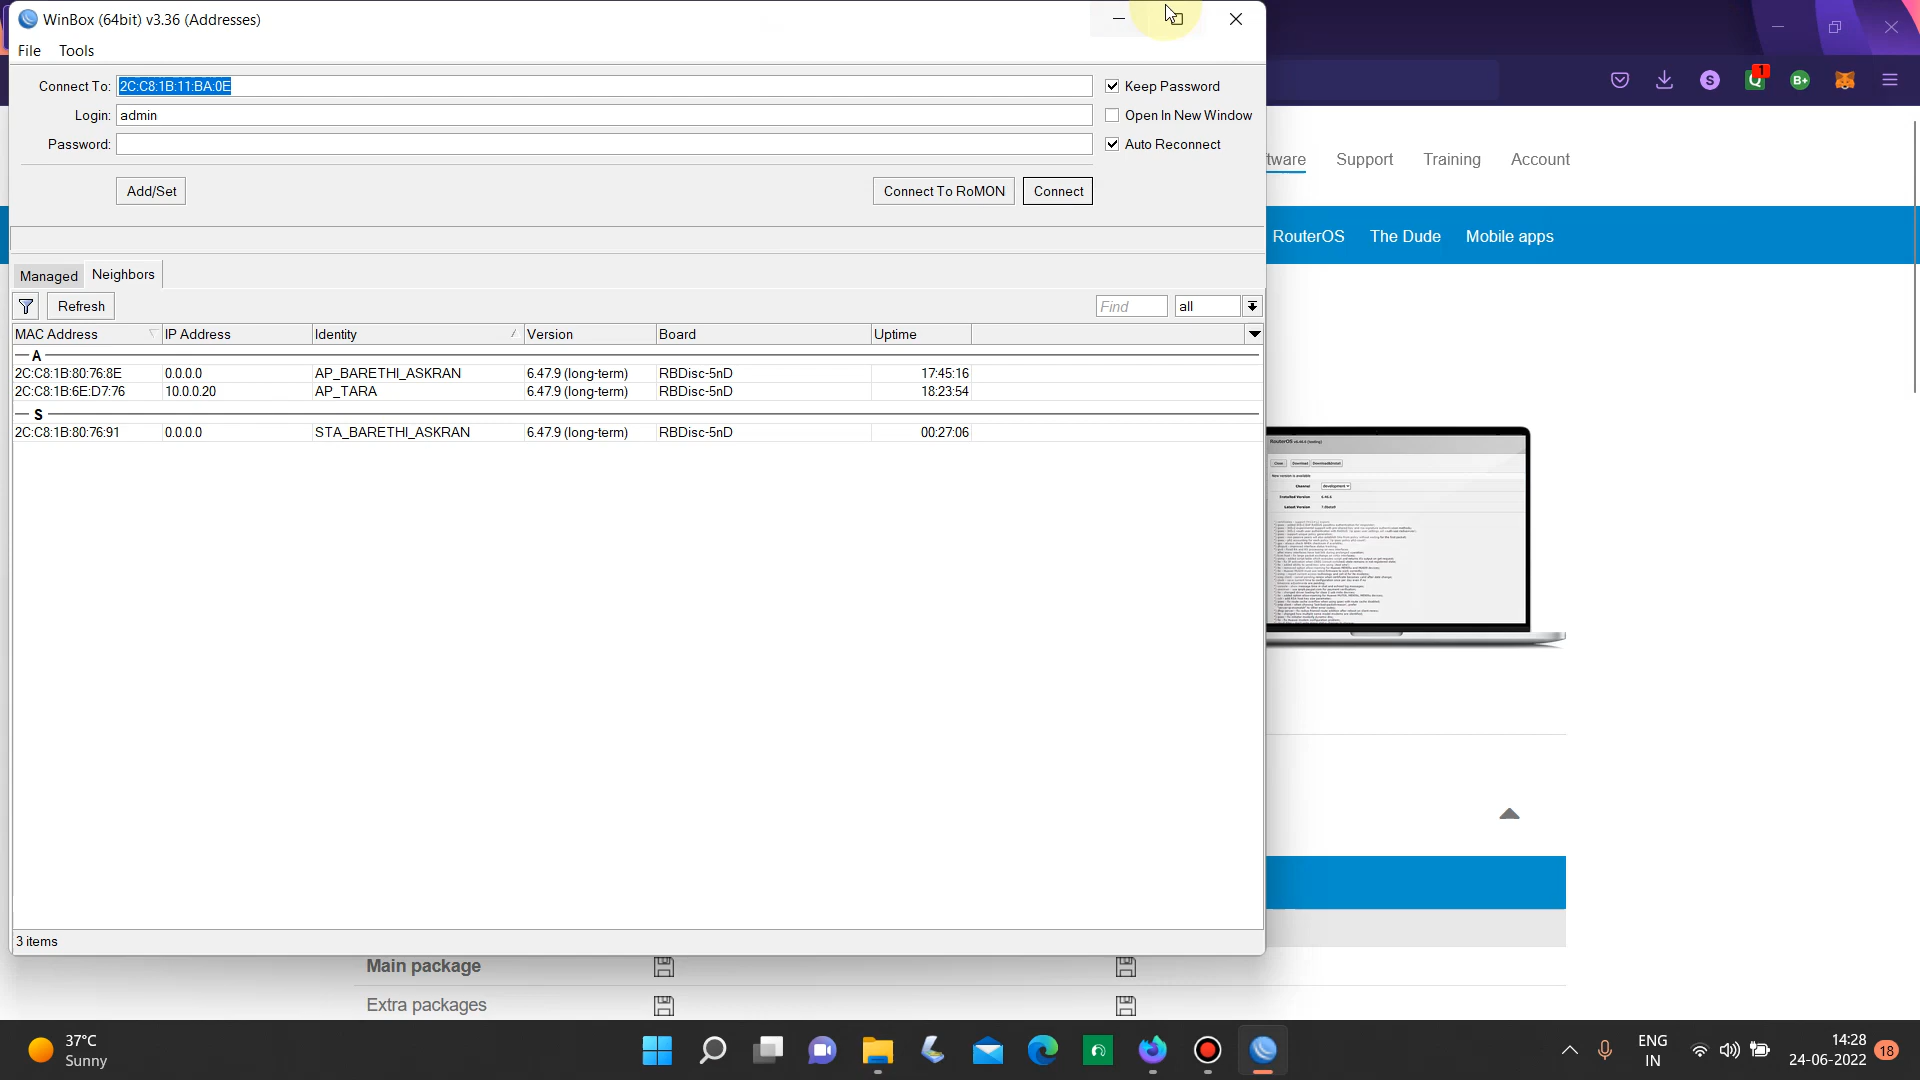 WinBox (64bit) v3.36 (Addresses)
File Tools
Connect To: 2C:C8:1B:11:BA:0E
Keep Password
Login: admin
Open In New Window
Password:
Auto Reconnect
Add/Set
Connect To RoMON
Connect
tware Support Training Account
RouterOS The Dude Mobile apps
Managed Neighbors
Refresh
Find
all
MAC Address IP Address Identity Version Board Uptime
A
2C:C8:1B:80:76:8E 0.0.0.0 AP_BARETHI_ASKRAN 6.47.9 (long-term) RBDisc-5nD 17:45:16
2C:C8:1B:6E:D7:76 10.0.0.20 AP_TARA 6.47.9 (long-term) RBDisc-5nD 18:23:54
S
2C:C8:1B:80:76:91 0.0.0.0 STA_BARETHI_ASKRAN 6.47.9 (long-term) RBDisc-5nD 00:27:06
3 items
Main package
Extra packages
37°C
Sunny
ENG
IN
14:28
24-06-2022
18